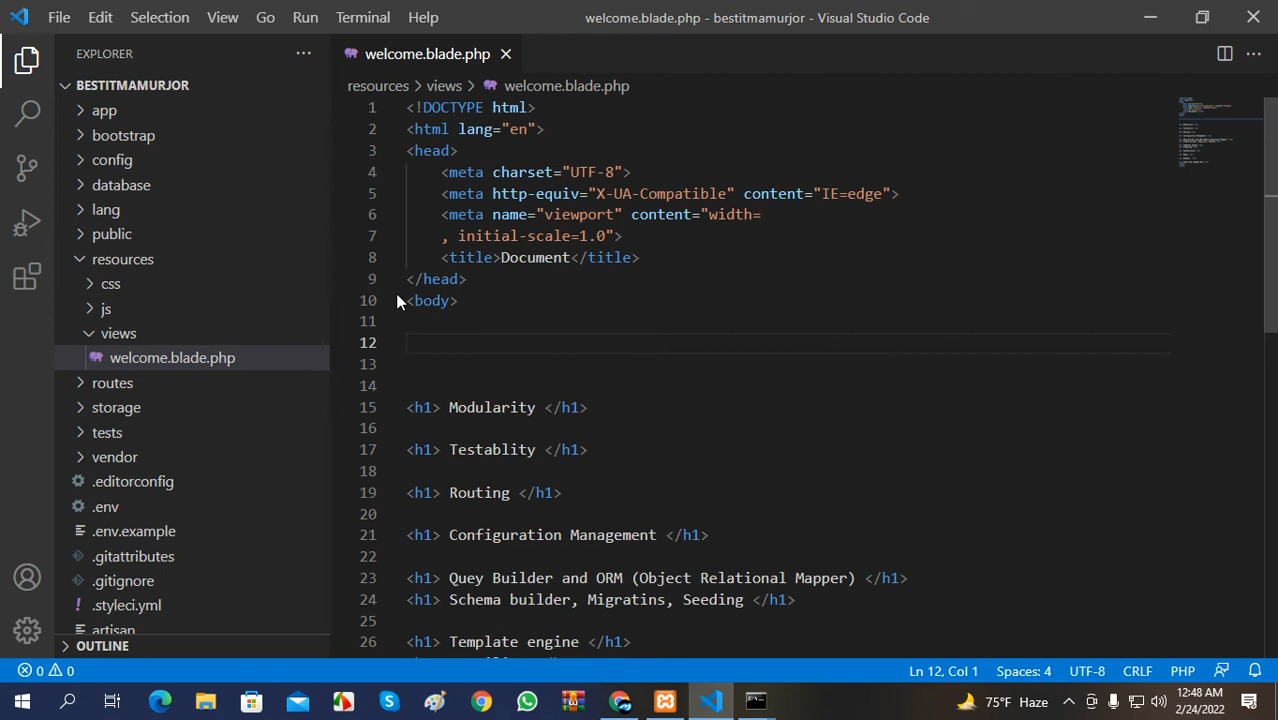 File Edit Selection View Go Run Terminal Help
welcome.blade.php - bestitmamurjor - Visual Studio Code
EXPLORER
welcome.blade.php
BESTITMAMURJOR
app
bootstrap
config
database
lang
public
resources
css
js
views
welcome.blade.php
routes
storage
tests
vendor
.editorconfig
.env
.env.example
.gitattributes
.gitignore
.styleci.yml
artisan
OUTLINE
resources > views > welcome.blade.php
1 <!DOCTYPE html>
2 <html lang="en">
3 <head>
4 <meta charset="UTF-8">
5 <meta http-equiv="X-UA-Compatible" content="IE=edge">
6 <meta name="viewport" content="width=
7 , initial-scale=1.0">
8 <title>Document</title>
9 </head>
10 <body>
11
12
13
14
15 <h1> Modularity </h1>
16
17 <h1> Testablity </h1>
18
19 <h1> Routing </h1>
20
21 <h1> Configuration Management </h1>
22
23 <h1> Quey Builder and ORM (Object Relational Mapper) </h1>
24 <h1> Schema builder, Migratins, Seeding </h1>
25
26 <h1> Template engine </h1>
0 0
Ln 12, Col 1 Spaces: 4 UTF-8 CRLF PHP
75°F Haze
12:48 AM
2/24/2022